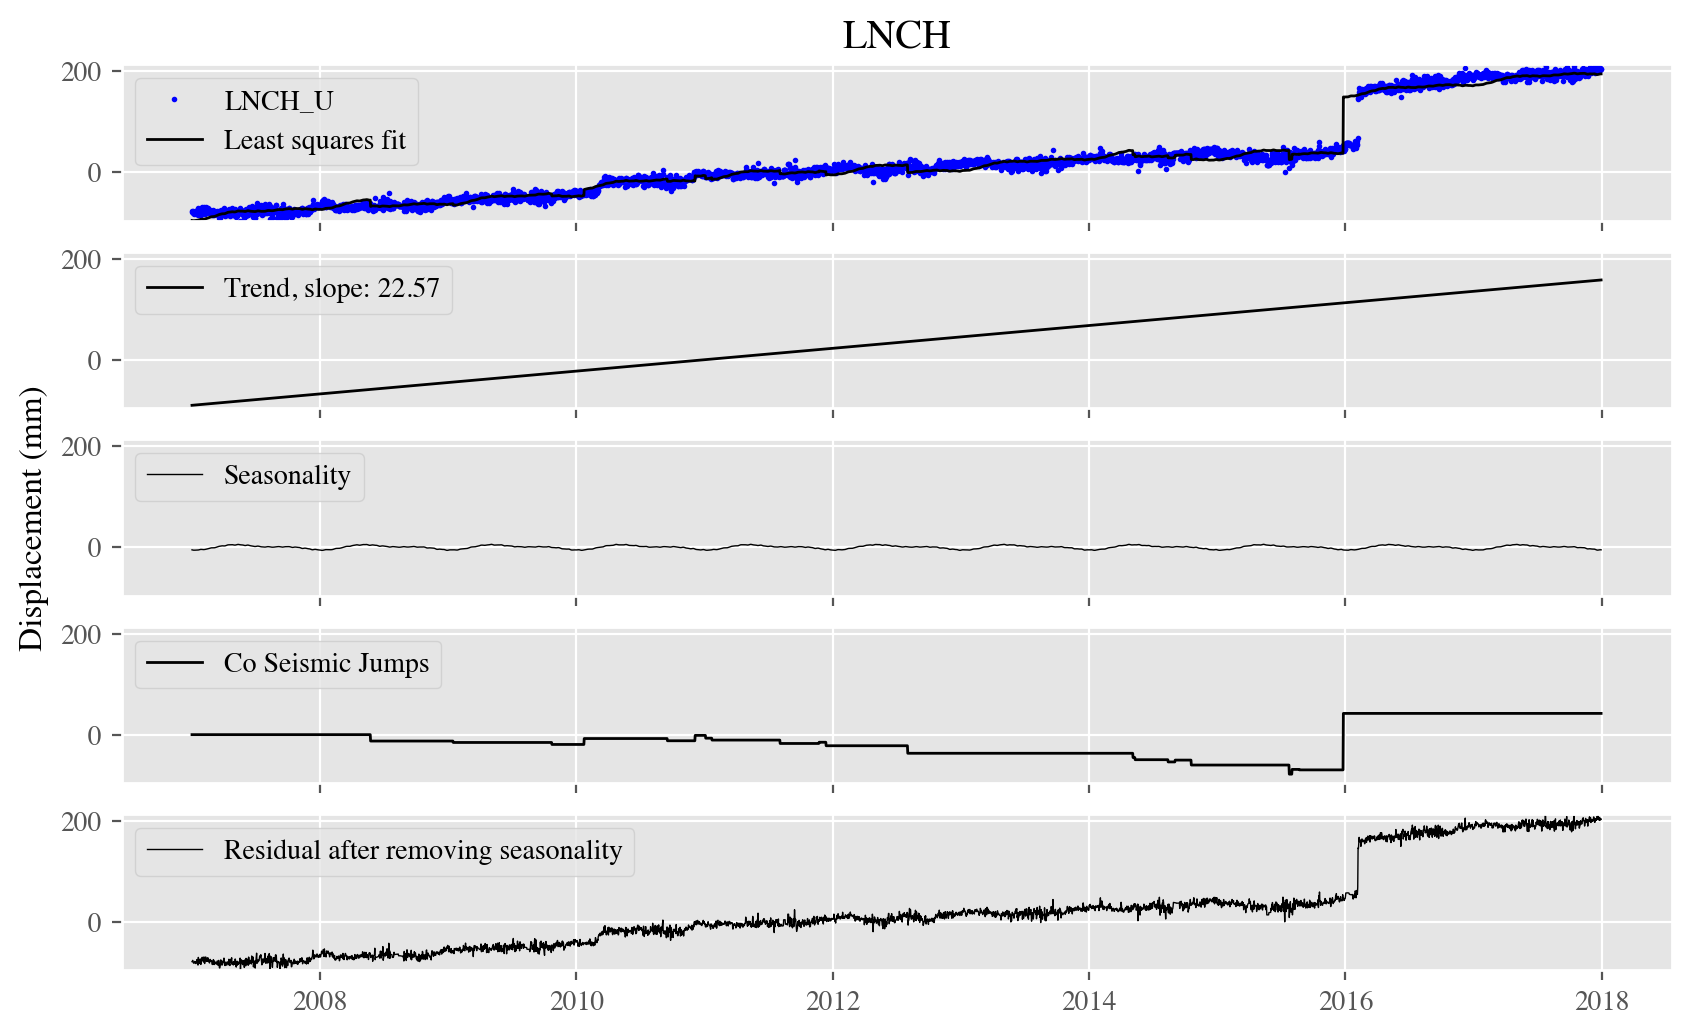 LNCH
200
LNCH_U
Least squares fit
0
200
Trend, slope: 22.57
0
Displacement (mm)
200
Seasonality
0
200
Co Seismic Jumps
0
200
Residual after removing seasonality
0
2008 2010 2012 2014 2016 2018